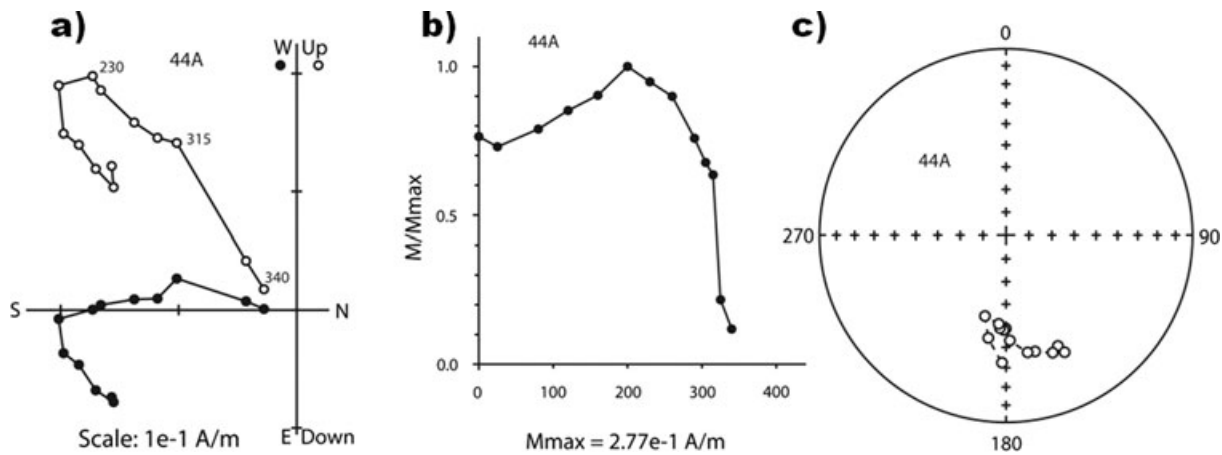 a)
44A
W Up
230
315
340
S N
E Down
Scale: 1e-1 A/m
b)
44A
M/Mmax
1.0
0.5
0.0
0 100 200 300 400
Mmax = 2.77e-1 A/m
c)
0
44A
270 90
180